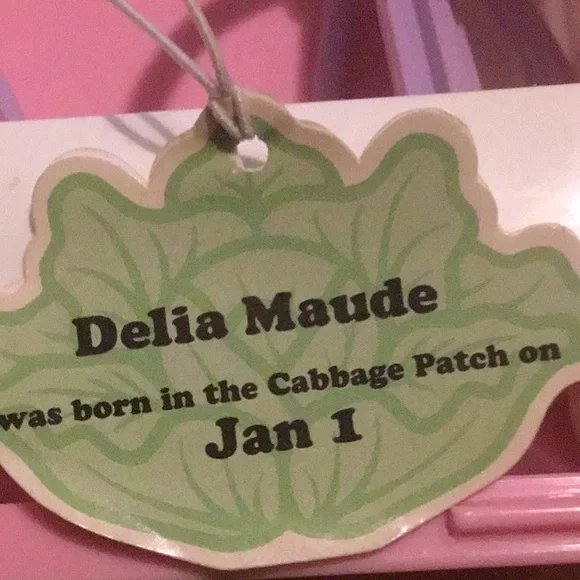 Delia Maude
was born in the Cabbage Patch on
Jan 1